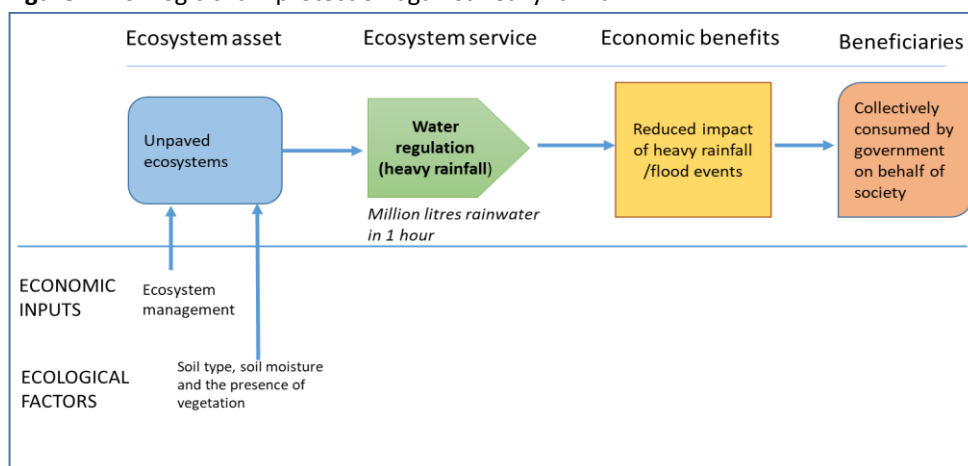 Ecosystem asset
Ecosystem service
Economic benefits
Beneficiaries
Unpaved
ecosystems
Water
regulation
(heavy rainfall)
Reduced impact
of heavy rainfall
/flood events
Collectively
consumed by
government
on behalf of
society
Million litres rainwater
in 1 hour
ECONOMIC
INPUTS
Ecosystem
management
ECOLOGICAL
FACTORS
Soil type, soil moisture
and the presence of
vegetation